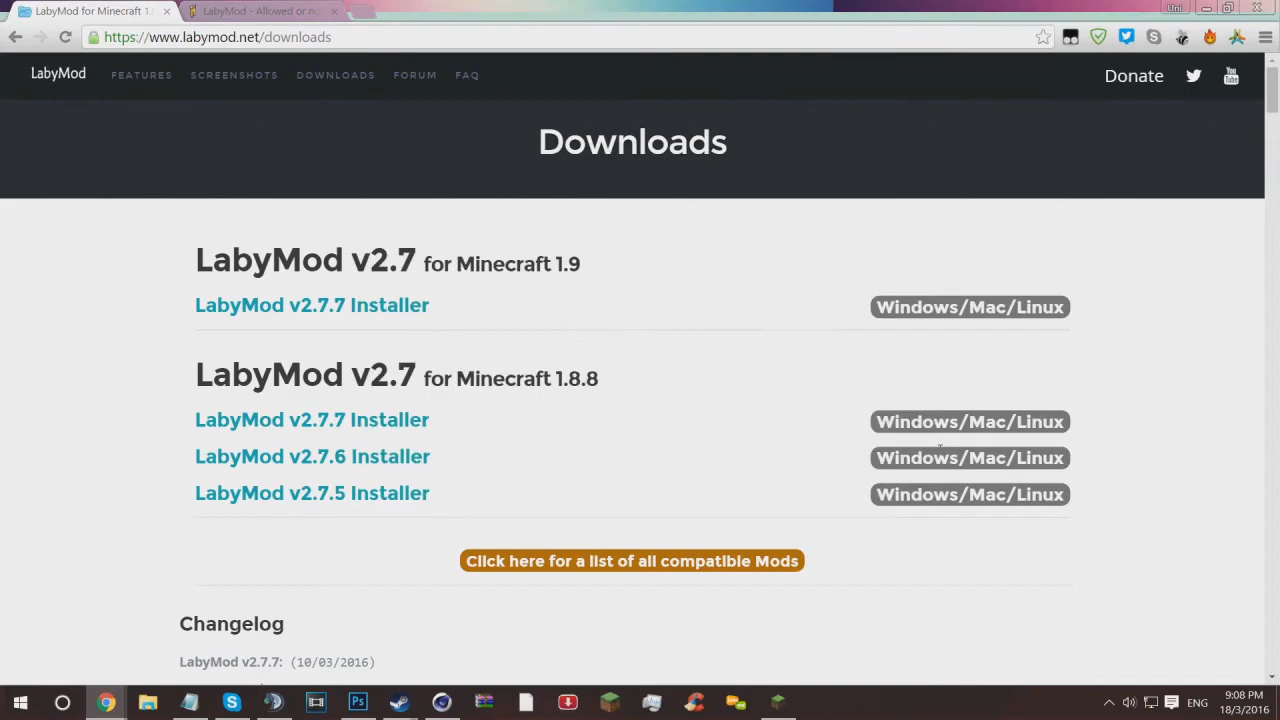 LabyMod for Minecraft 1.
LabyMod - Allowed or no
Uni
https://www.labymod.net/downloads
LabyMod
FEATURES
SCREENSHOTS
DOWNLOADS
FORUM
FAQ
Donate
You Tube
Downloads
LabyMod v2.7 for Minecraft 1.9
LabyMod v2.7.7 Installer
Windows/Mac/Linux
LabyMod v2.7 for Minecraft 1.8.8
LabyMod v2.7.7 Installer
Windows/Mac/Linux
LabyMod v2.7.6 Installer
Windows/Mac/Linux
LabyMod v2.7.5 Installer
Windows/Mac/Linux
Click here for a list of all compatible Mods
Changelog
LabyMod v2.7.7: (10/03/2016)
Ps
ENG
9:08 PM
18/3/2016